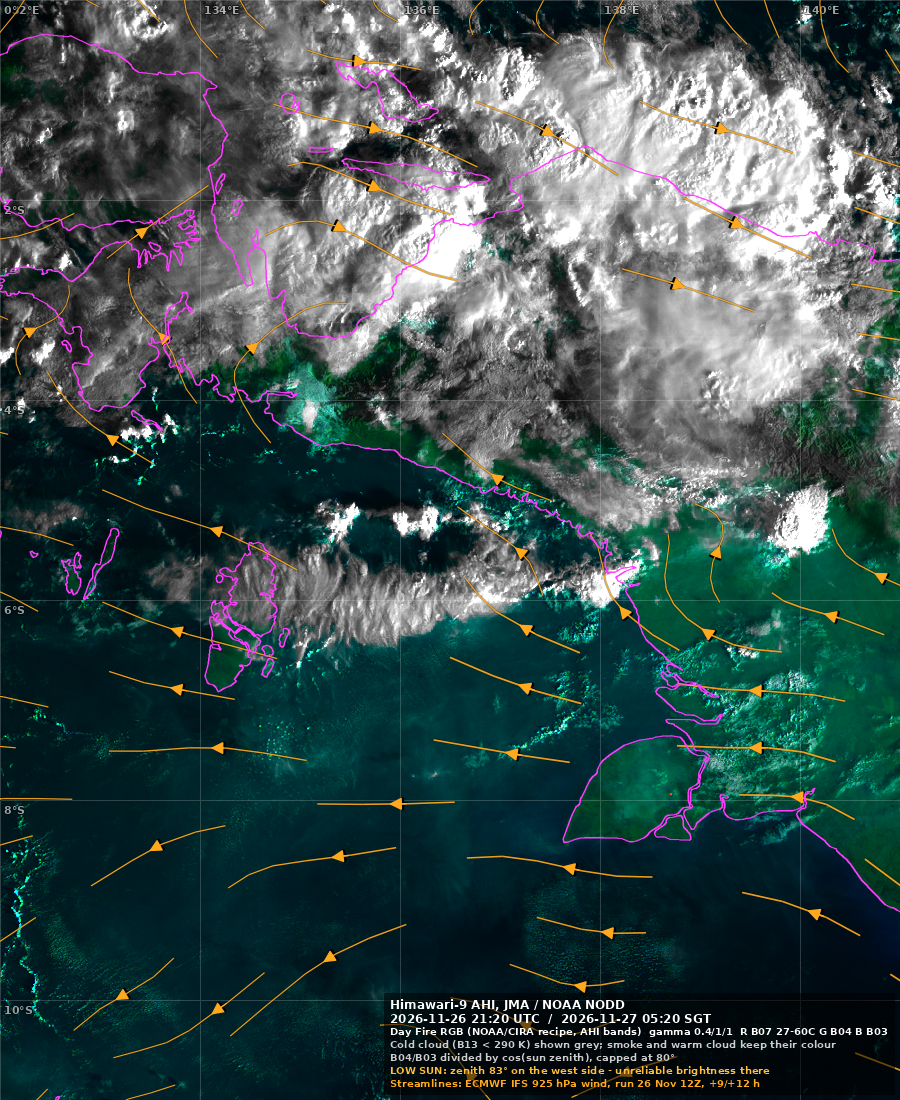 0°2°E
134°E
136°E
138°E
140°E
2°S
4°S
6°S
8°S
10°S
Himawari-9 AHI, JMA / NOAA NODD
2026-11-26 21:20 UTC / 2026-11-27 05:20 SGT
Day Fire RGB (NOAA/CIRA recipe, AHI bands) gamma 0.4/1/1 R B07 27-60C G B04 B B03
Cold cloud (B13 < 290 K) shown grey; smoke and warm cloud keep their colour
B04/B03 divided by cos(sun zenith), capped at 80°
LOW SUN: zenith 83° on the west side - unreliable brightness there
Streamlines: ECMWF IFS 925 hPa wind, run 26 Nov 12Z, +9/+12 h